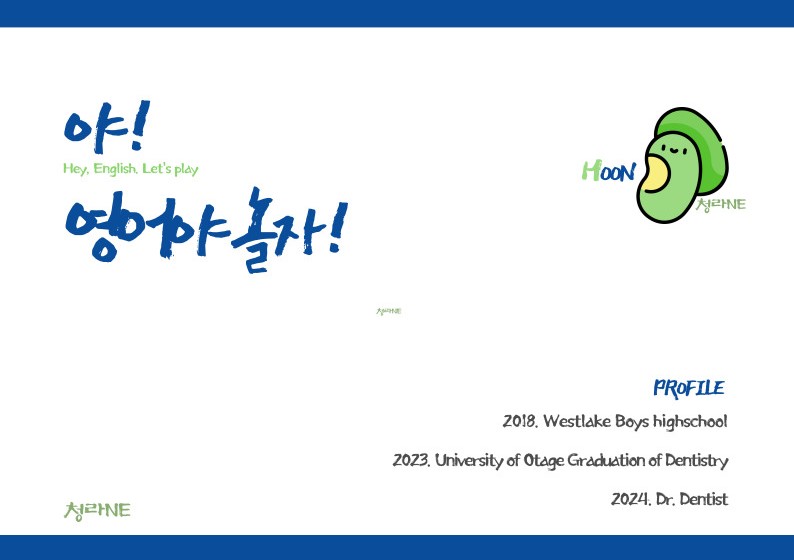 야!
Hey, English, Let's play
영어야 놀자!
MOON
청라NE
청라NE
PROFILE
2018. Westlake Boys highschool
2023. University of Otage Graduation of Dentistry
2024. Dr. Dentist
청라NE